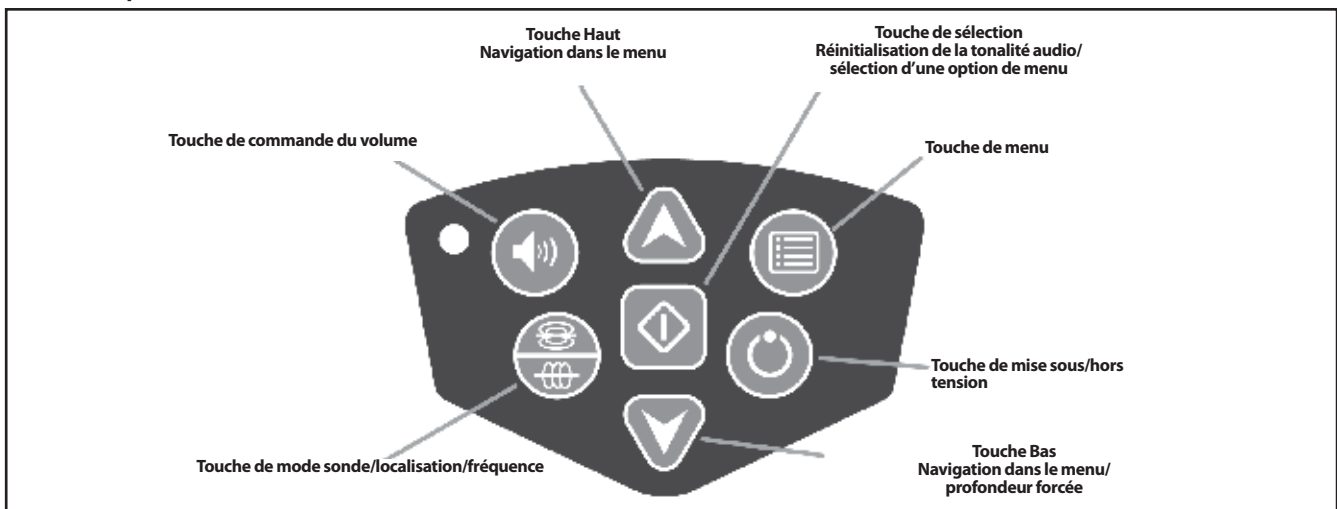 Touche Haut
Navigation dans le menu
Touche de sélection
Réinitialisation de la tonalité audio/
sélection d'une option de menu
Touche de commande du volume
Touche de menu
Touche de mise sous/hors
tension
Touche de mode sonde/localisation/fréquence
Touche Bas
Navigation dans le menu/
profondeur forcée